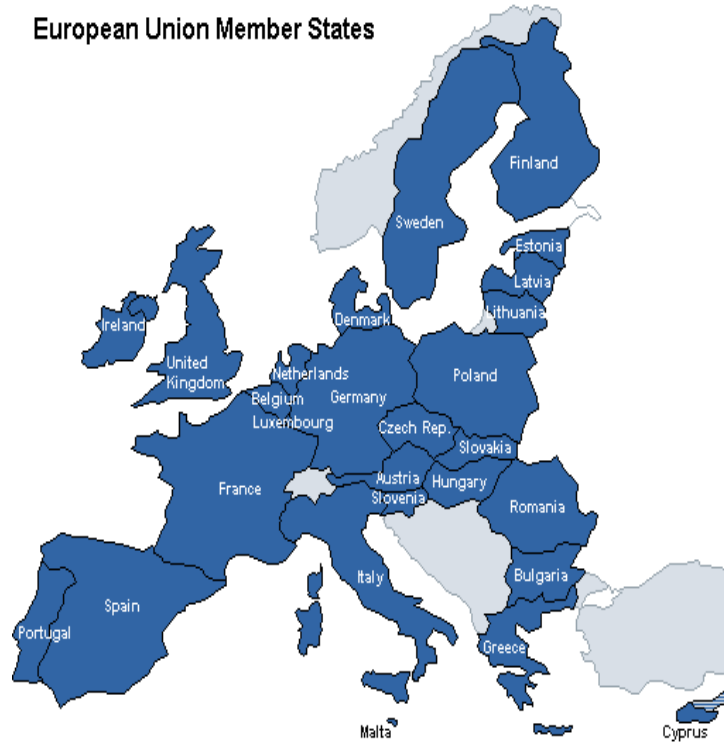 European Union Member States
Finland
Sweden
Estonia
Latvia
Lithuania
Ireland
Denmark
United
Kingdom
Netherlands
Poland
Belgium
Germany
Luxembourg
Czech Rep.
Slovakia
France
Austria
Hungary
Slovenia
Romania
Italy
Bulgaria
Spain
Portugal
Greece
Malta
Cyprus